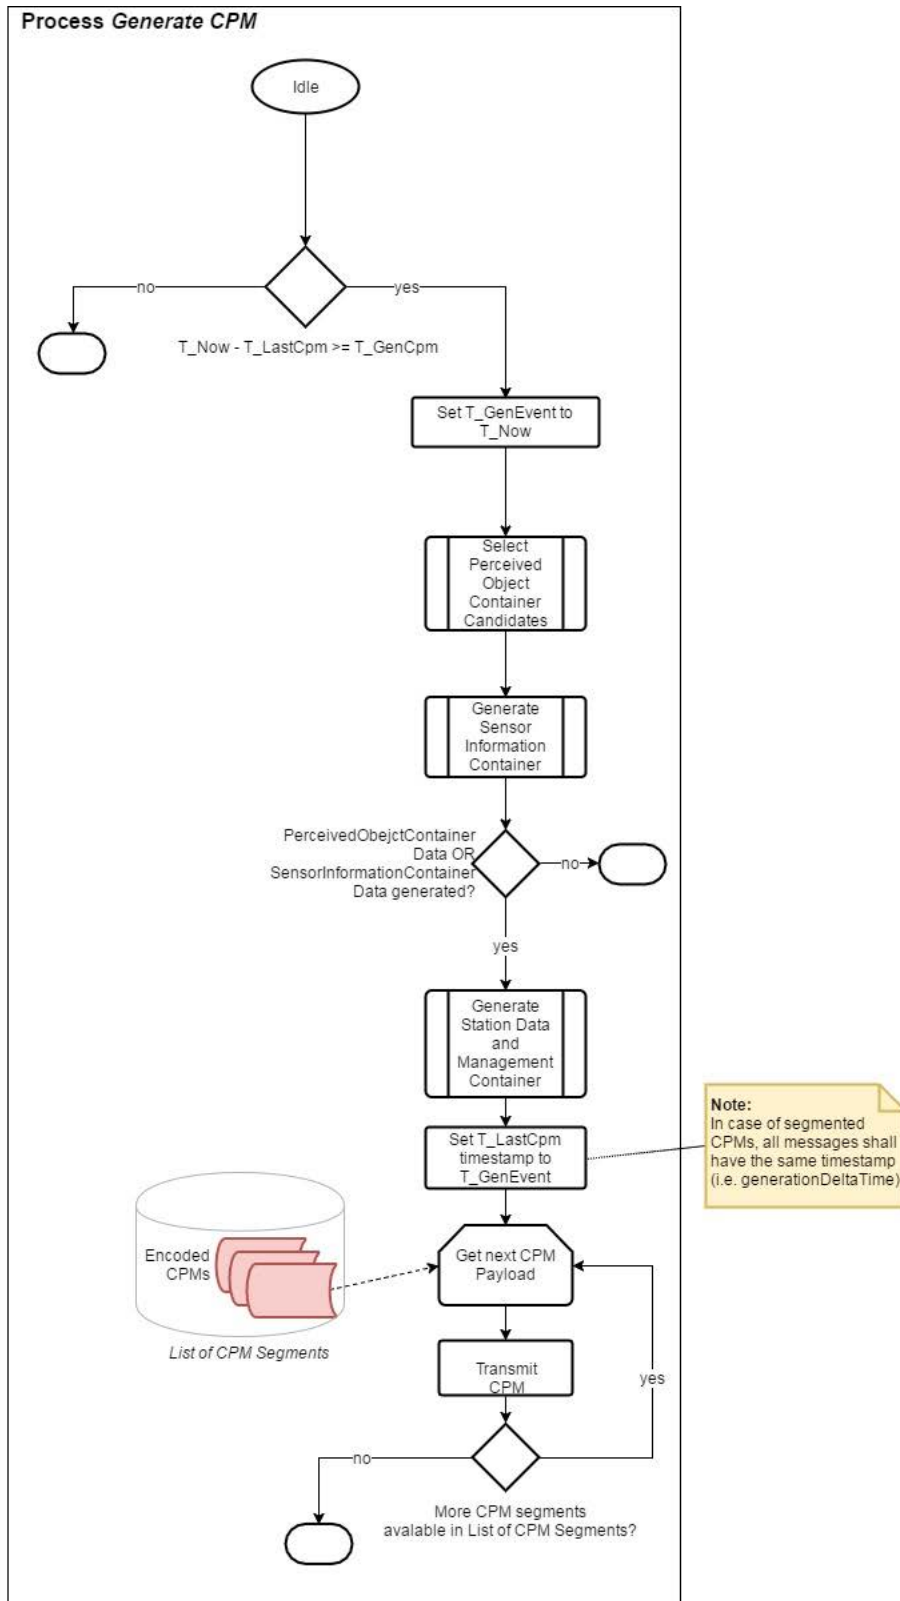 Process Generate CPM
Idle
no
yes
T_Now - T_LastCpm >= T_GenCpm
Set T_GenEvent to
T_Now
Select
Perceived
Object
Container
Candidates
Generate
Sensor
Information
Container
PerceivedObejctContainer
Data OR
SensorInformationContainer
Data generated?
no
yes
Generate
Station Data
and
Management
Container
Note:
In case of segmented
CPMs, all messages shall
have the same timestamp
(i.e. generationDeltaTime)
Set T_LastCpm
timestamp to
T_GenEvent
Encoded
CPMs
Get next CPM
Payload
List of CPM Segments
Transmit
CPM
yes
no
More CPM segments
avalable in List of CPM Segments?